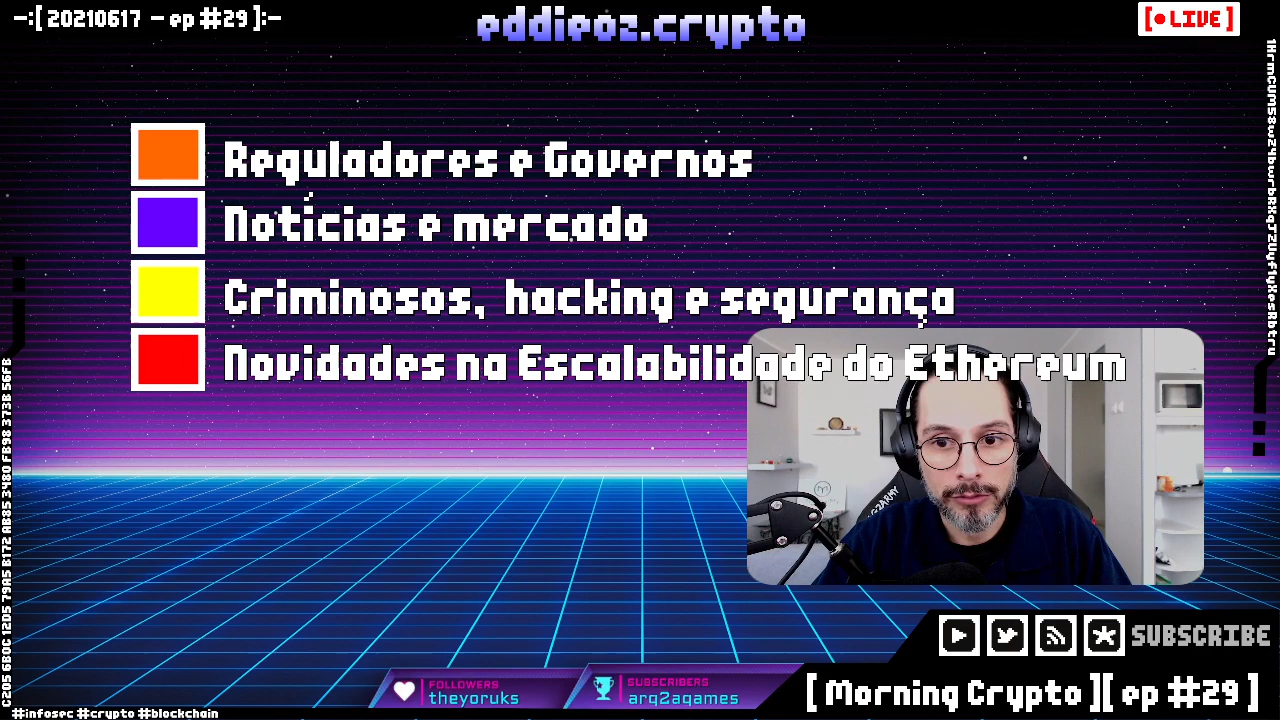 -:[ 20210617 - ep #29 ]:-
eddieoz.crypto
[ • LIVE ]
Reguladores e Governos
Notícias e mercado
Criminosos, hacking e segurança
Novidades na Escalabilidade do Ethereum
SUBSCRIBE
FOLLOWERS
theyoruks
SUBSCRIBERS
arq2agames
[ Morning Crypto ][ ep #29 ]
#infosec #crypto #blockchain